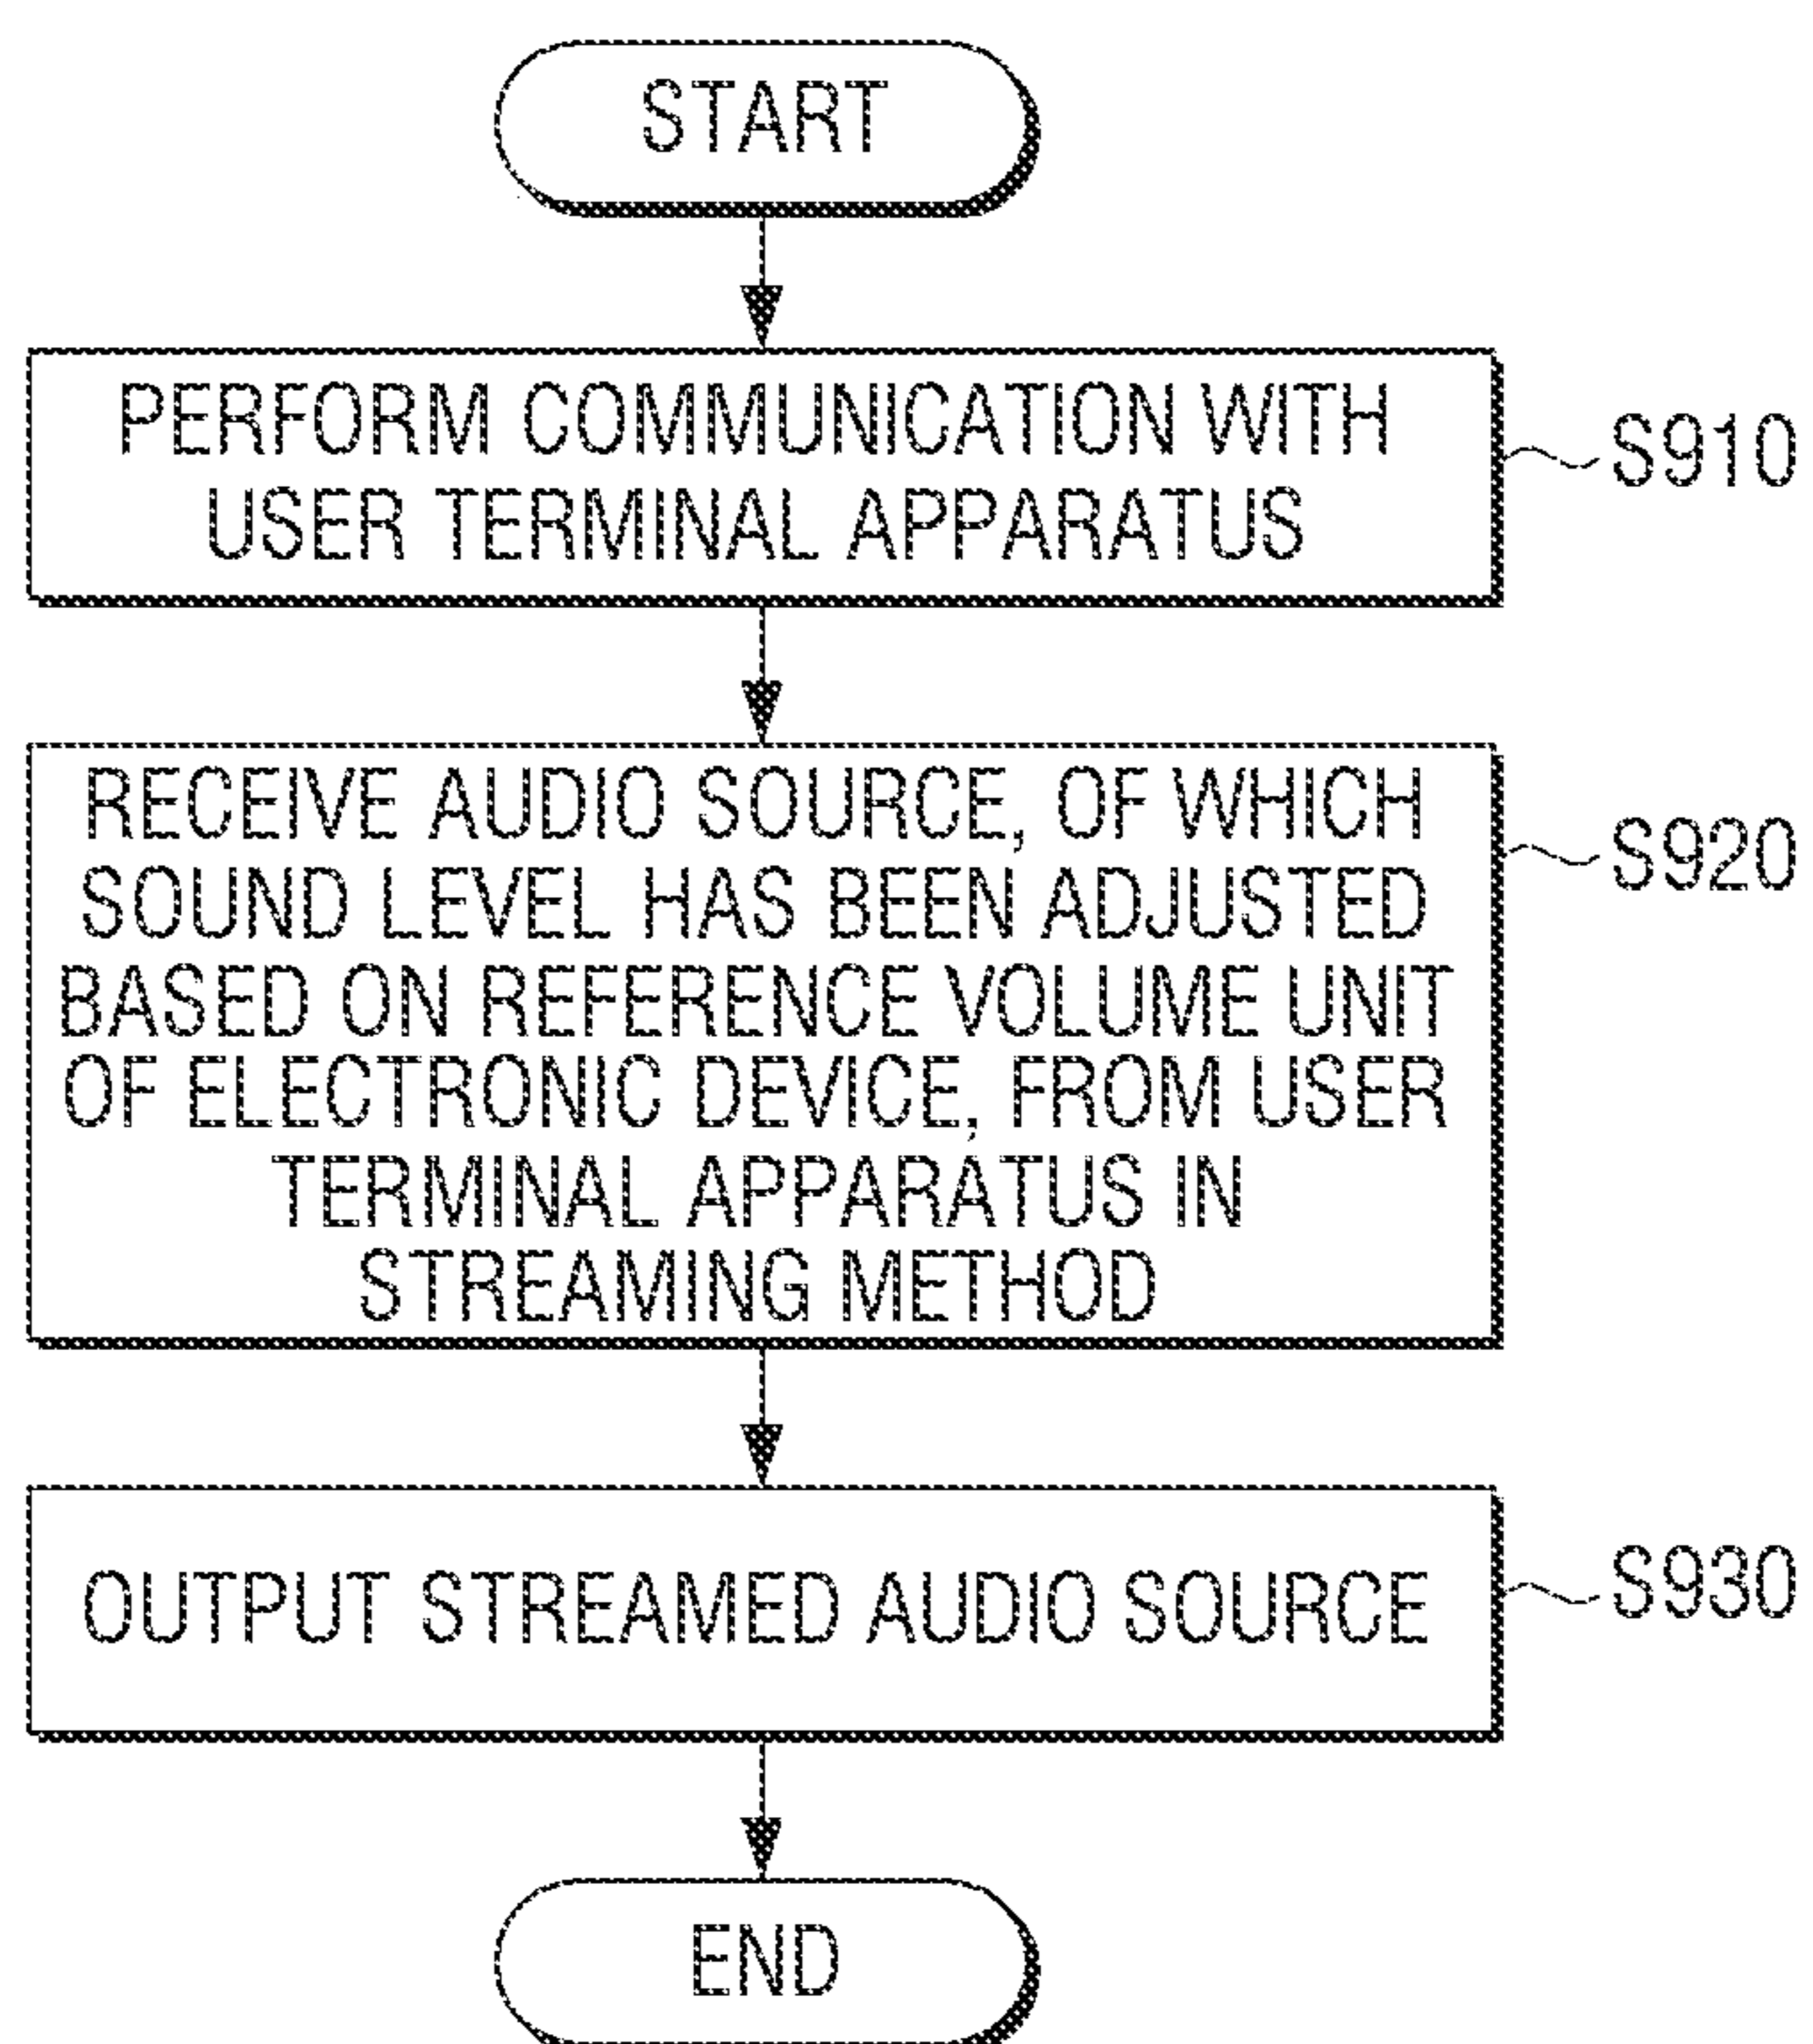 START
PERFORM COMMUNICATION WITH
USER TERMINAL APPARATUS
S910
RECEIVE AUDIO SOURCE, OF WHICH
SOUND LEVEL HAS BEEN ADJUSTED
BASED ON REFERENCE VOLUME UNIT
OF ELECTRONIC DEVICE, FROM USER
TERMINAL APPARATUS IN
STREAMING METHOD
S920
OUTPUT STREAMED AUDIO SOURCE
S930
END